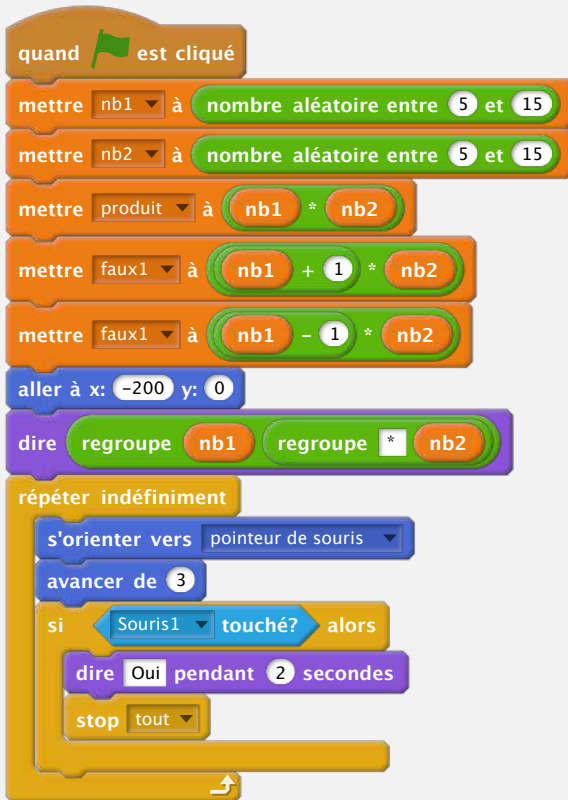 quand est cliqué
mettre nb1 à nombre aléatoire entre 5 et 15
mettre nb2 à nombre aléatoire entre 5 et 15
mettre produit à nb1 * nb2
mettre faux1 à nb1 + 1 * nb2
mettre faux1 à nb1 - 1 * nb2
aller à x: -200 y: 0
dire regroupe nb1 regroupe * nb2
répéter indéfiniment
s'orienter vers pointeur de souris
avancer de 3
si Souris1 touché? alors
dire Oui pendant 2 secondes
stop tout